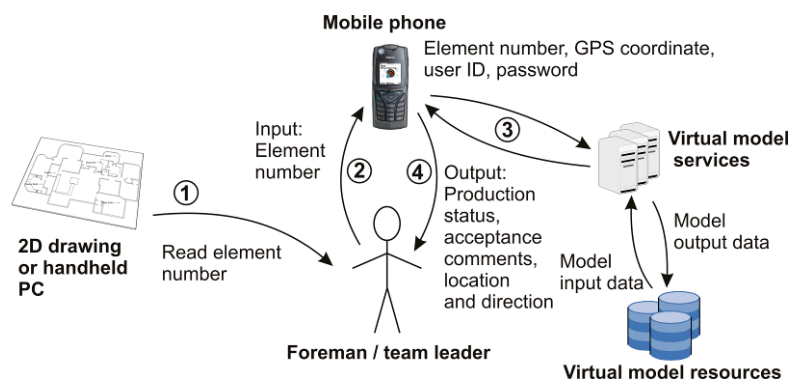 Mobile phone
Element number, GPS coordinate,
user ID, password
Input:
Element
number
2
4
3
Virtual model
services
1
Output:
Production
status,
acceptance
comments,
location
and direction
2D drawing
or handheld
PC
Read element
number
Model
output data
Model
input data
Foreman / team leader
Virtual model resources